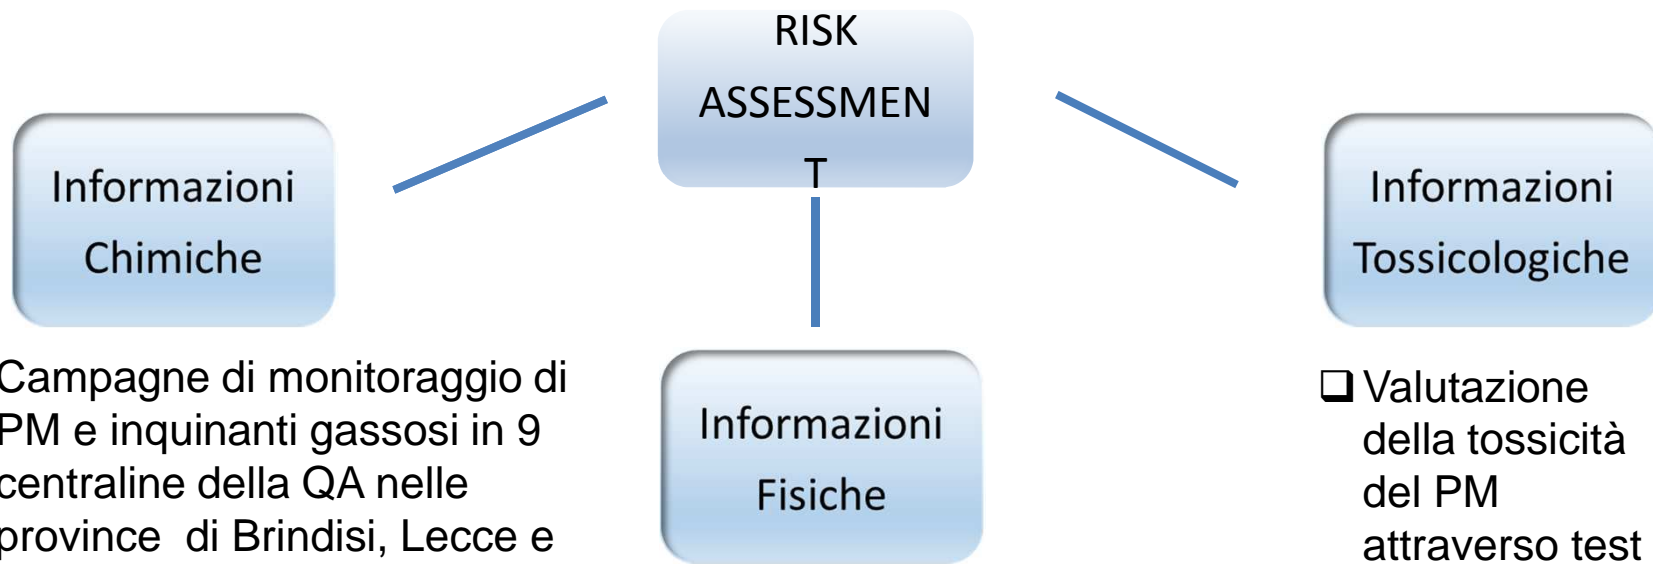 RISK
ASSESSMEN
T
Informazioni
Chimiche
Informazioni
Tossicologiche
Campagne di monitoraggio di
PM e inquinanti gassosi in 9
centraline della QA nelle
province di Brindisi, Lecce e
Informazioni
Fisiche
❑ Valutazione
della tossicità
del PM
attraverso test